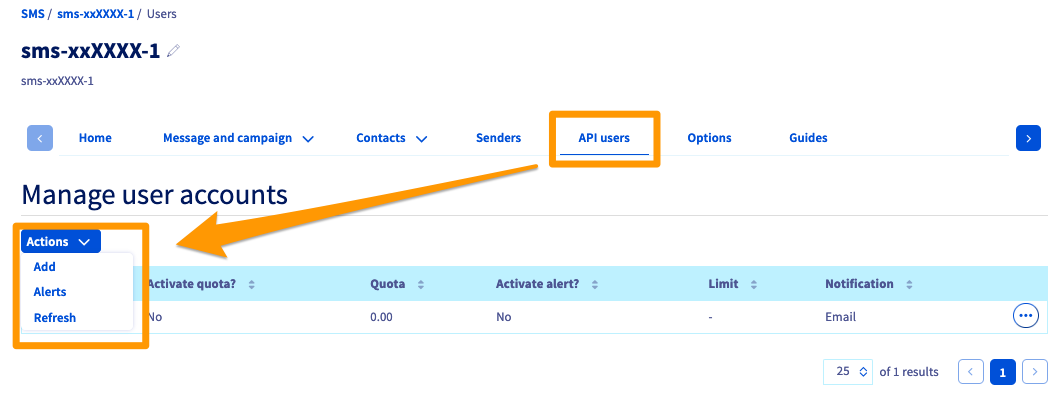 SMS / sms-xxXXXX-1 / Users
sms-xxXXXX-1
sms-xxXXXX-1
Home Message and campaign Contacts Senders API users Options Guides
Manage user accounts
Actions
Add
Alerts
Refresh
Activate quota? Quota Activate alert? Limit Notification
No 0.00 No - Email
25 of 1 results 1